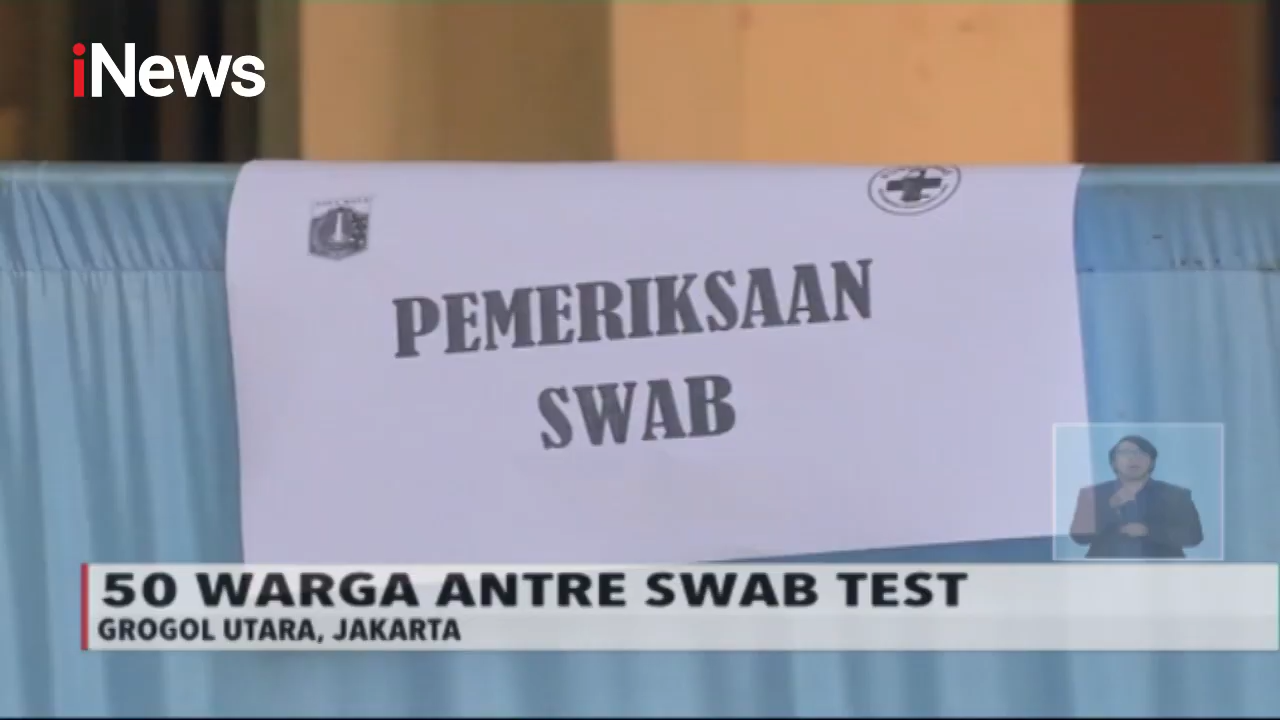 iNews
PEMERIKSAAN
SWAB
50 WARGA ANTRE SWAB TEST
GROGOL UTARA, JAKARTA